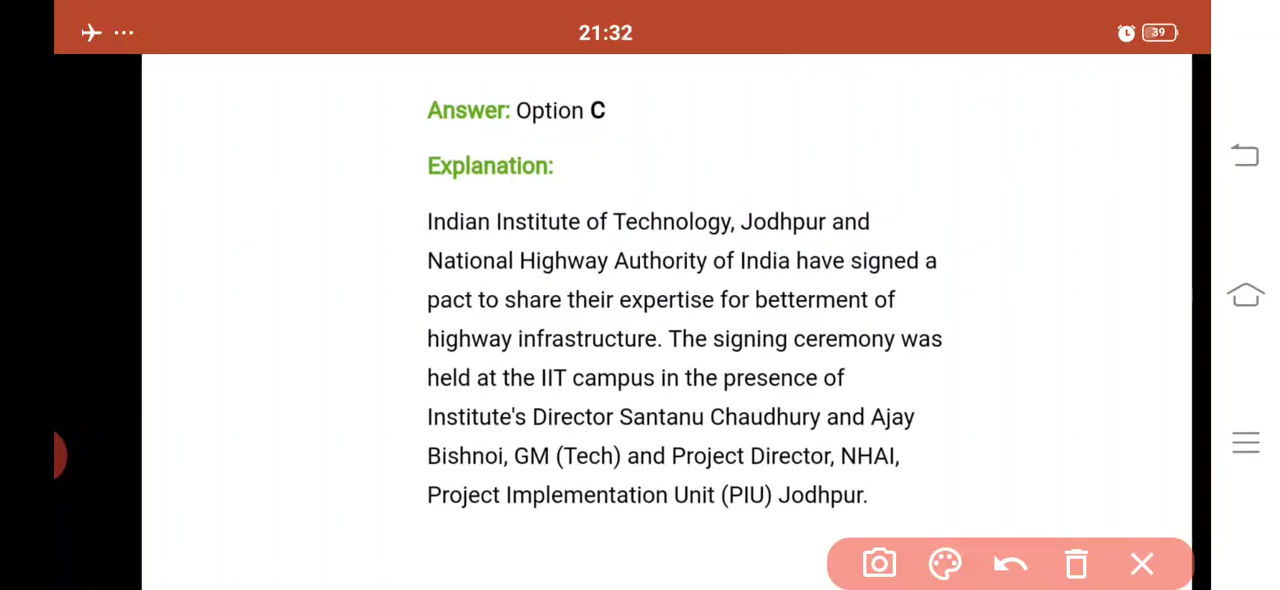 21:32
39
Answer: Option C
Explanation:
Indian Institute of Technology, Jodhpur and
National Highway Authority of India have signed a
pact to share their expertise for betterment of
highway infrastructure. The signing ceremony was
held at the IIT campus in the presence of
Institute's Director Santanu Chaudhury and Ajay
Bishnoi, GM (Tech) and Project Director, NHAI,
Project Implementation Unit (PIU) Jodhpur.